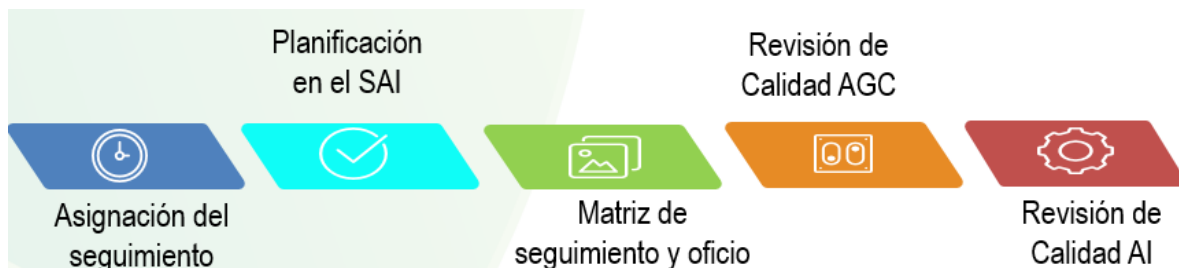 Asignación del
seguimiento
Planificación
en el SAI
Matriz de
seguimiento y oficio
Revisión de
Calidad AGC
Revisión de
Calidad AI